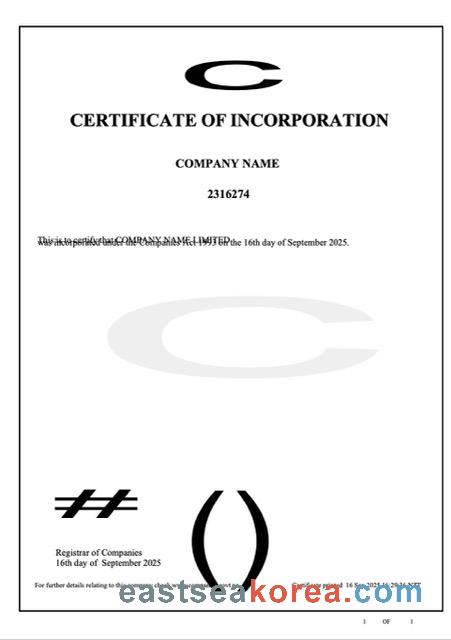 C
CERTIFICATE OF INCORPORATION
COMPANY NAME
2316274
This is to certify that COMPANY NAME LIMITED
was incorporated under the Companies Act 1993 on the 16th day of September 2025.
C
#
()
Registrar of Companies
16th day of September 2025
For further details relating to this company check
Certificate printed 16 Sep 2025 16:29:36 NZT
eastseakorea.com
1 OF 1